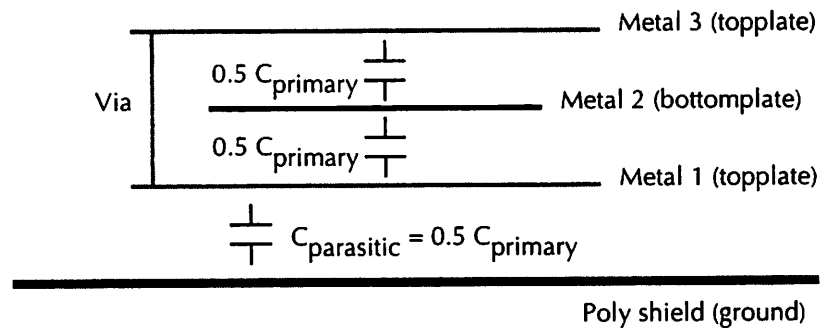 Metal 3 (topplate)
0.5 Cprimary
Via
Metal 2 (bottomplate)
0.5 Cprimary
Metal 1 (topplate)
Cparasitic = 0.5 Cprimary
Poly shield (ground)